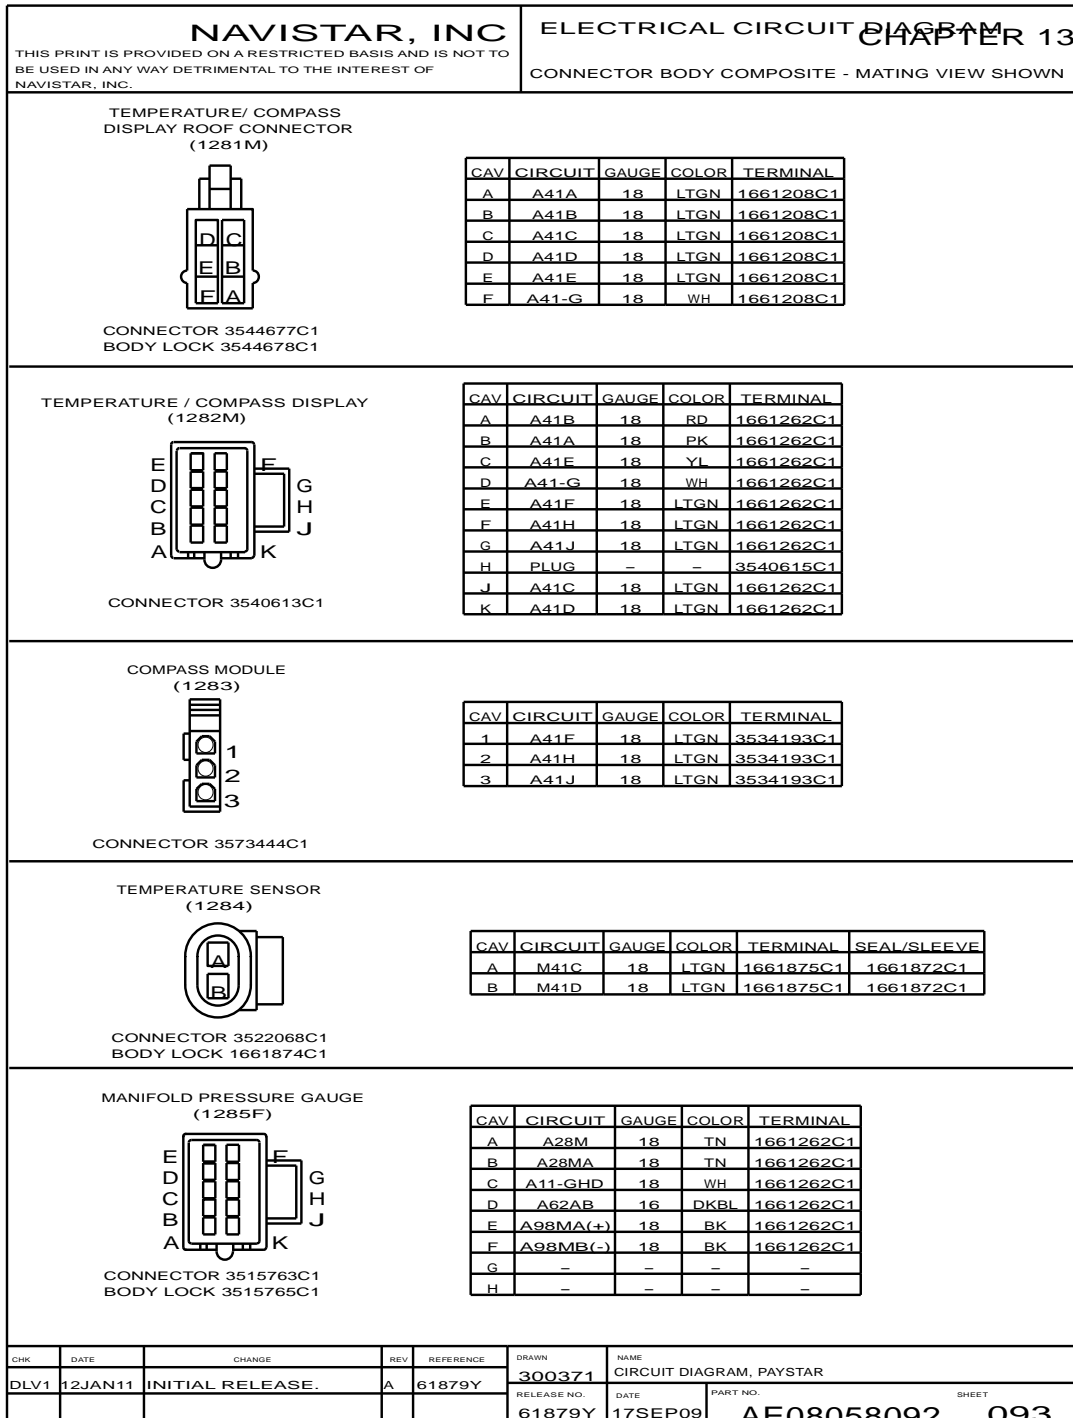 NAVISTAR, INC
THIS PRINT IS PROVIDED ON A RESTRICTED BASIS AND IS NOT TO
BE USED IN ANY WAY DETRIMENTAL TO THE INTEREST OF
NAVISTAR, INC.
ELECTRICAL CIRCUIT DIAGRAM
CHAPTER 13
CONNECTOR BODY COMPOSITE - MATING VIEW SHOWN
TEMPERATURE/ COMPASS
DISPLAY ROOF CONNECTOR
(1281M)
D C
E B
F A
CONNECTOR 3544677C1
BODY LOCK 3544678C1
CAV CIRCUIT GAUGE COLOR TERMINAL
A A41A 18 LTGN 1661208C1
B A41B 18 LTGN 1661208C1
C A41C 18 LTGN 1661208C1
D A41D 18 LTGN 1661208C1
E A41E 18 LTGN 1661208C1
F A41-G 18 WH 1661208C1
TEMPERATURE / COMPASS DISPLAY
(1282M)
E F
D G
C H
B J
A K
CONNECTOR 3540613C1
CAV CIRCUIT GAUGE COLOR TERMINAL
A A41B 18 RD 1661262C1
B A41A 18 PK 1661262C1
C A41E 18 YL 1661262C1
D A41-G 18 WH 1661262C1
E A41F 18 LTGN 1661262C1
F A41H 18 LTGN 1661262C1
G A41J 18 LTGN 1661262C1
H PLUG – – 3540615C1
J A41C 18 LTGN 1661262C1
K A41D 18 LTGN 1661262C1
COMPASS MODULE
(1283)
1
2
3
CONNECTOR 3573444C1
CAV CIRCUIT GAUGE COLOR TERMINAL
1 A41F 18 LTGN 3534193C1
2 A41H 18 LTGN 3534193C1
3 A41J 18 LTGN 3534193C1
TEMPERATURE SENSOR
(1284)
A
B
CONNECTOR 3522068C1
BODY LOCK 1661874C1
CAV CIRCUIT GAUGE COLOR TERMINAL SEAL/SLEEVE
A M41C 18 LTGN 1661875C1 1661872C1
B M41D 18 LTGN 1661875C1 1661872C1
MANIFOLD PRESSURE GAUGE
(1285F)
E F
D G
C H
B J
A K
CONNECTOR 3515763C1
BODY LOCK 3515765C1
CAV CIRCUIT GAUGE COLOR TERMINAL
A A28M 18 TN 1661262C1
B A28MA 18 TN 1661262C1
C A11-GHD 18 WH 1661262C1
D A62AB 16 DKBL 1661262C1
E A98MA(+) 18 BK 1661262C1
F A98MB(-) 18 BK 1661262C1
G – – – –
H – – – –
CHK DATE CHANGE REV REFERENCE
DLV1 12JAN11 INITIAL RELEASE. A 61879Y
DRAWN
300371
NAME
CIRCUIT DIAGRAM, PAYSTAR
RELEASE NO.
61879Y
DATE
17SEP09
PART NO.
AE08058092
SHEET
093